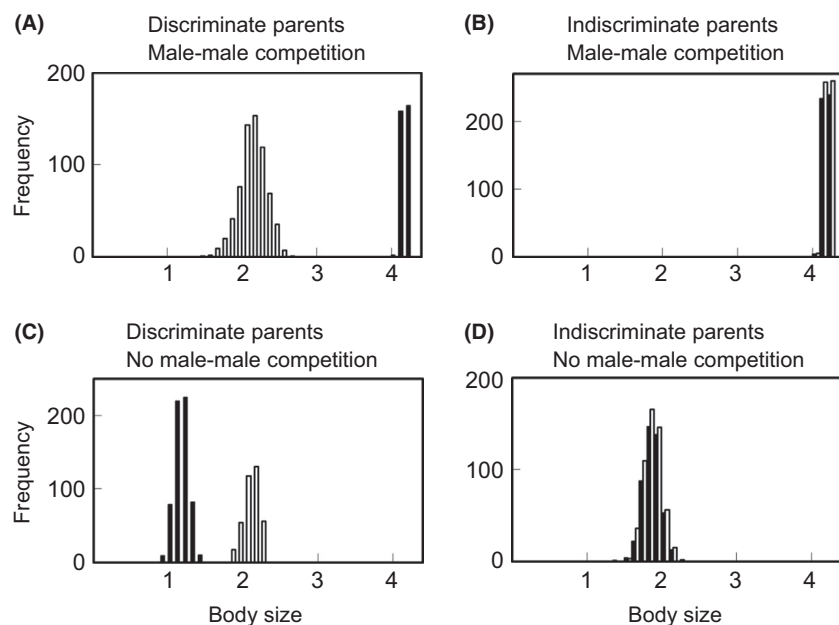 (A) Discriminate parents
Male-male competition
200
100
0
Frequency
1 2 3 4
(B) Indiscriminate parents
Male-male competition
200
100
0
1 2 3 4
(C) Discriminate parents
No male-male competition
200
100
0
Frequency
1 2 3 4
Body size
(D) Indiscriminate parents
No male-male competition
200
100
0
1 2 3 4
Body size